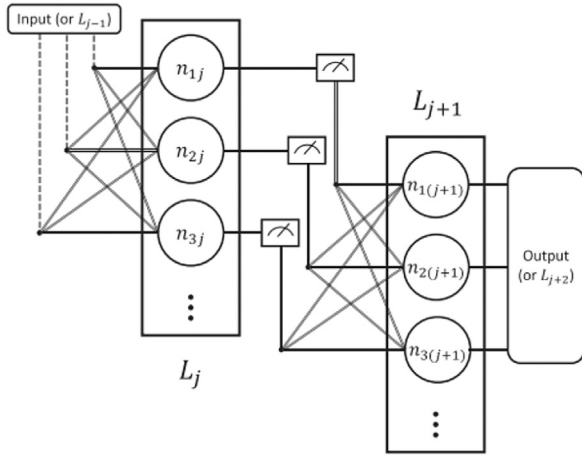 Input (or L_{j-1})
n_{1j}
n_{2j}
n_{3j}
L_j
L_{j+1}
n_{1(j+1)}
n_{2(j+1)}
n_{3(j+1)}
Output
(or L_{j+2})